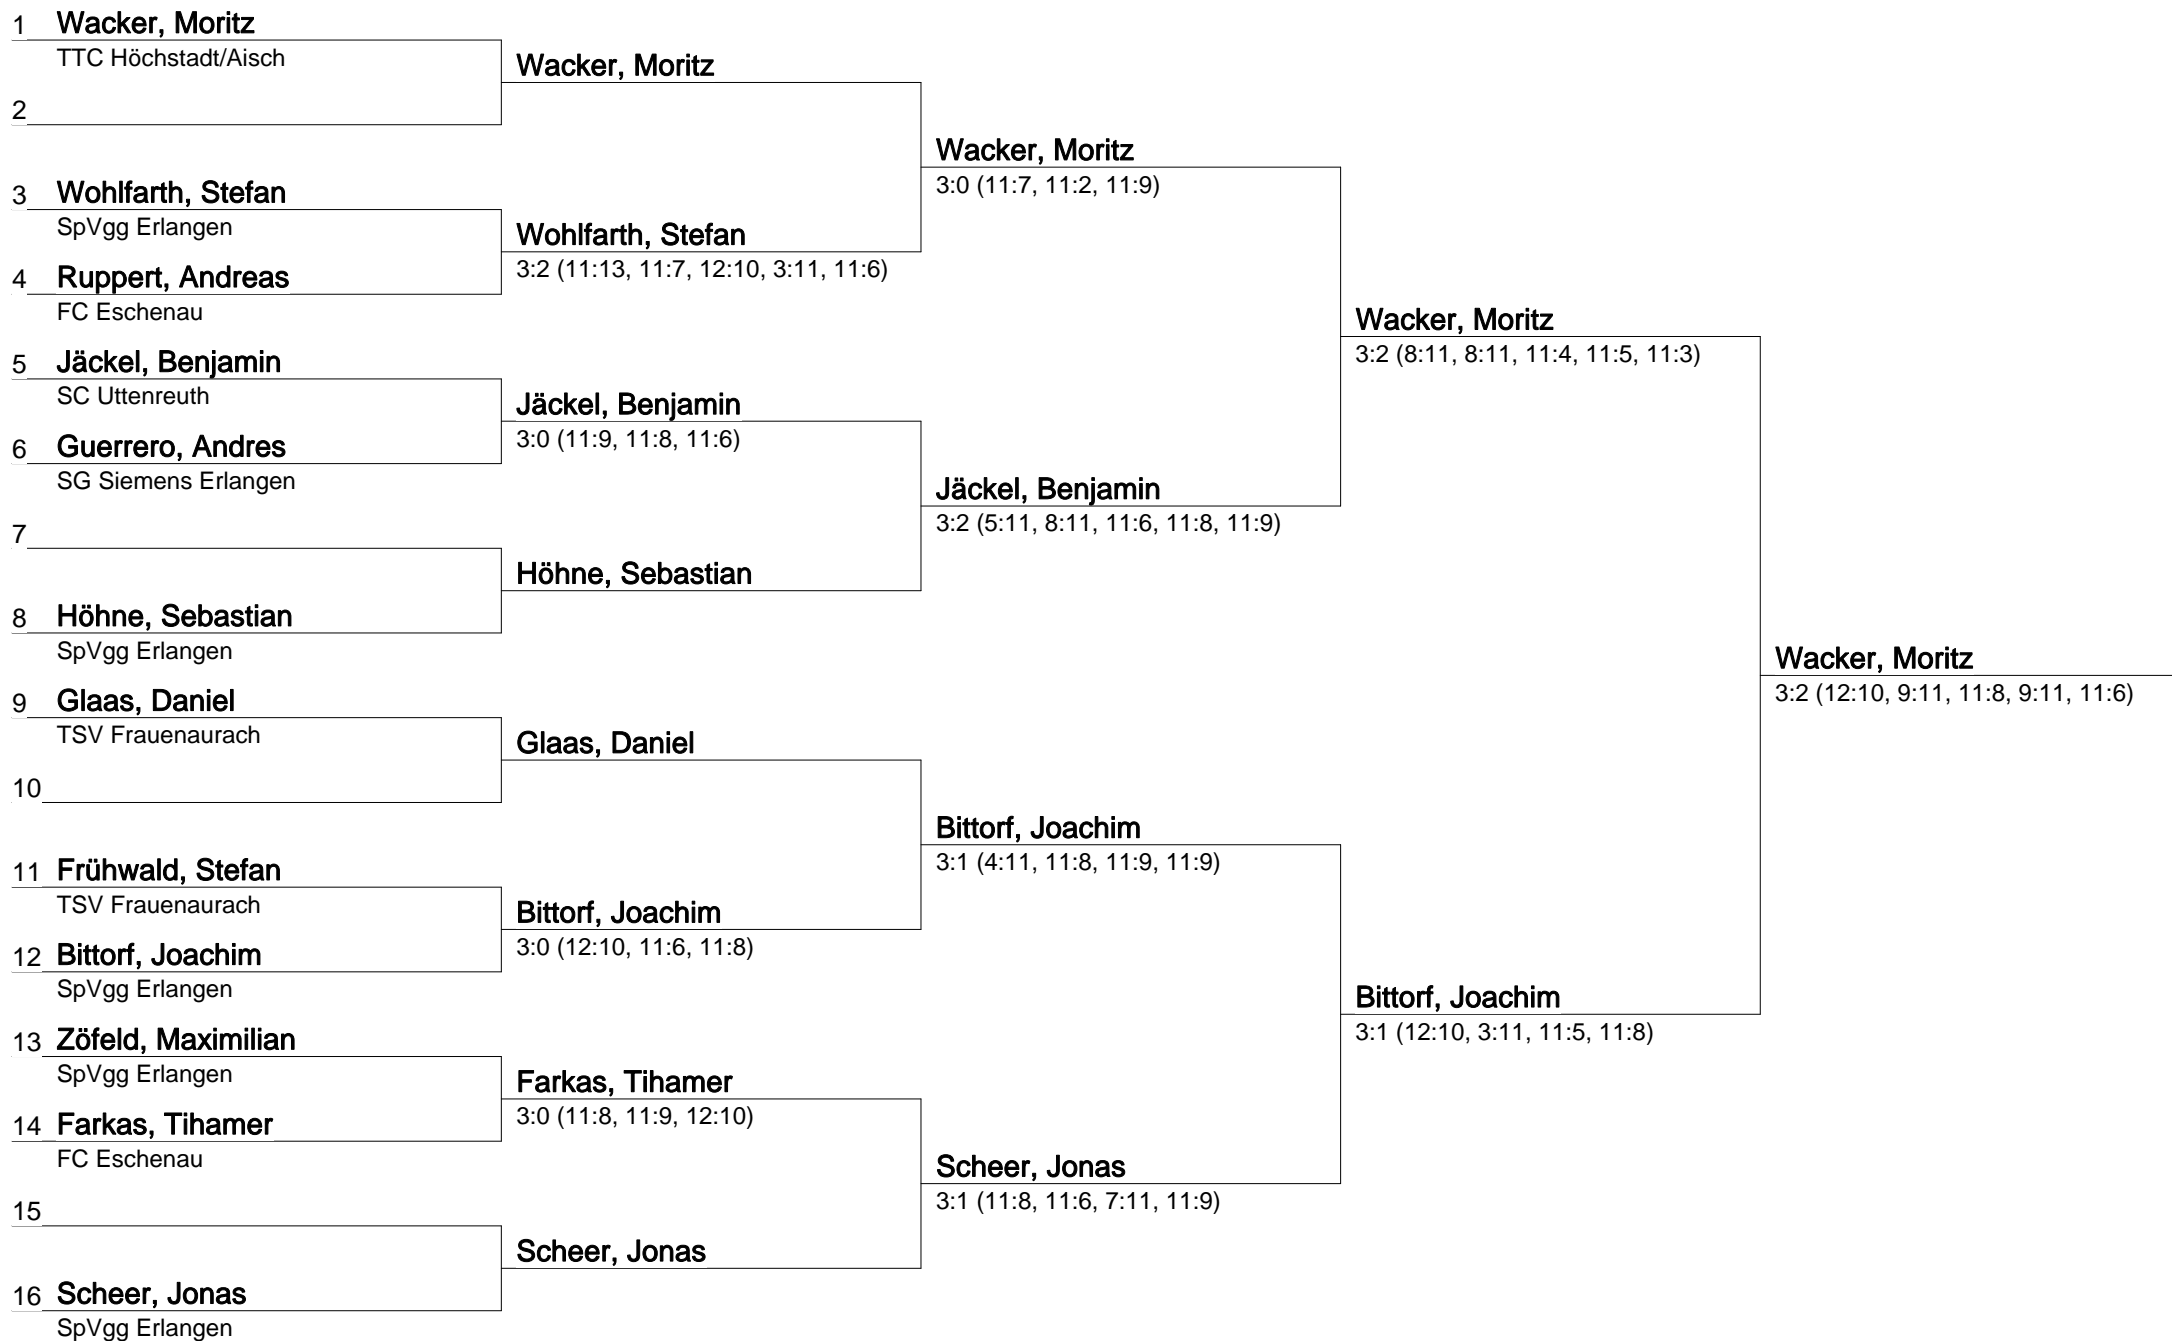 1 Wacker, Moritz
TTC Höchstadt/Aisch
2
3 Wohlfarth, Stefan
SpVgg Erlangen
4 Ruppert, Andreas
FC Eschenau
5 Jäckel, Benjamin
SC Uttenreuth
6 Guerrero, Andres
SG Siemens Erlangen
7
8 Höhne, Sebastian
SpVgg Erlangen
9 Glaas, Daniel
TSV Frauenaurach
10
11 Frühwald, Stefan
TSV Frauenaurach
12 Bittorf, Joachim
SpVgg Erlangen
13 Zöfeld, Maximilian
SpVgg Erlangen
14 Farkas, Tihamer
FC Eschenau
15
16 Scheer, Jonas
SpVgg Erlangen
Wacker, Moritz
Wohlfarth, Stefan
3:2 (11:13, 11:7, 12:10, 3:11, 11:6)
Jäckel, Benjamin
3:0 (11:9, 11:8, 11:6)
Höhne, Sebastian
Glaas, Daniel
Bittorf, Joachim
3:0 (12:10, 11:6, 11:8)
Farkas, Tihamer
3:0 (11:8, 11:9, 12:10)
Scheer, Jonas
Wacker, Moritz
3:0 (11:7, 11:2, 11:9)
Jäckel, Benjamin
3:2 (5:11, 8:11, 11:6, 11:8, 11:9)
Bittorf, Joachim
3:1 (4:11, 11:8, 11:9, 11:9)
Scheer, Jonas
3:1 (11:8, 11:6, 7:11, 11:9)
Wacker, Moritz
3:2 (8:11, 8:11, 11:4, 11:5, 11:3)
Bittorf, Joachim
3:1 (12:10, 3:11, 11:5, 11:8)
Wacker, Moritz
3:2 (12:10, 9:11, 11:8, 9:11, 11:6)